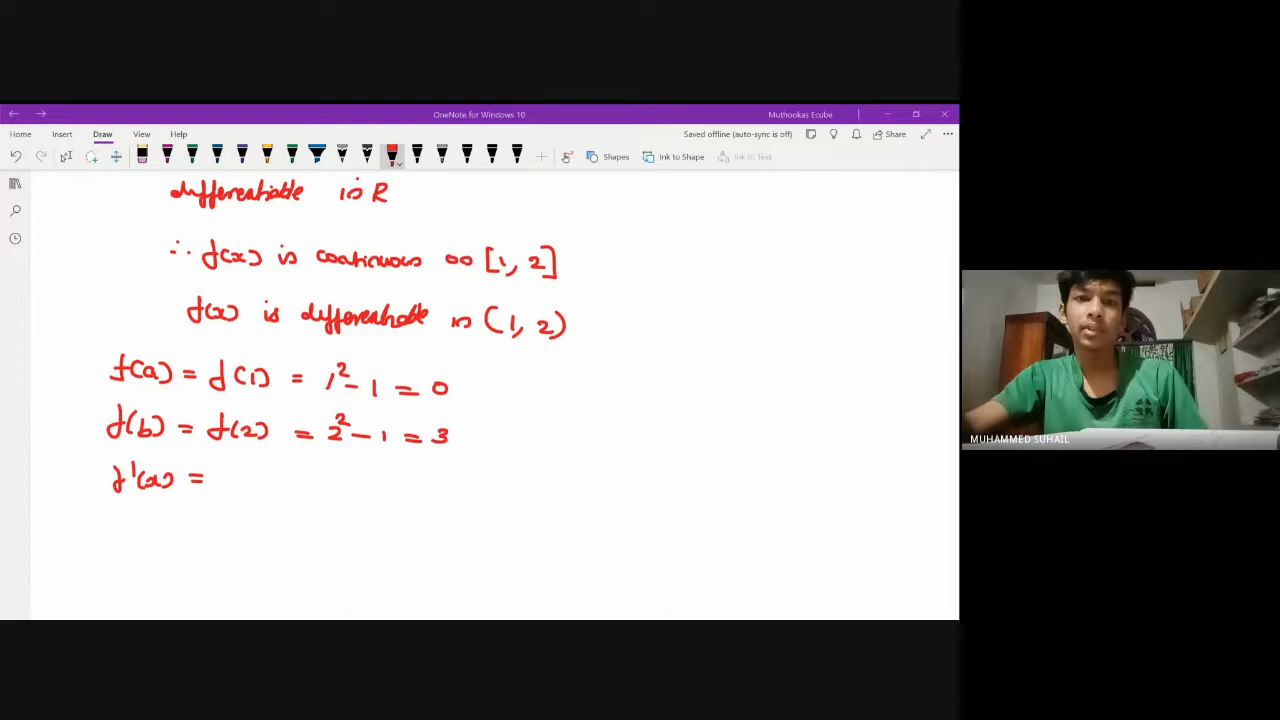 OneNote for Windows 10
Muthookas Ecube
Home Insert Draw View Help
Saved offline (auto-sync is off)
Share
Shapes
Ink to Shape
Ink to Text
differentiable in R
∴ f(x) is continuous on [1, 2]
f(x) is differentiable in (1, 2)
f(a) = f(1) = 1² - 1 = 0
f(b) = f(2) = 2² - 1 = 3
f'(x) =
MUHAMMED SUHAIL